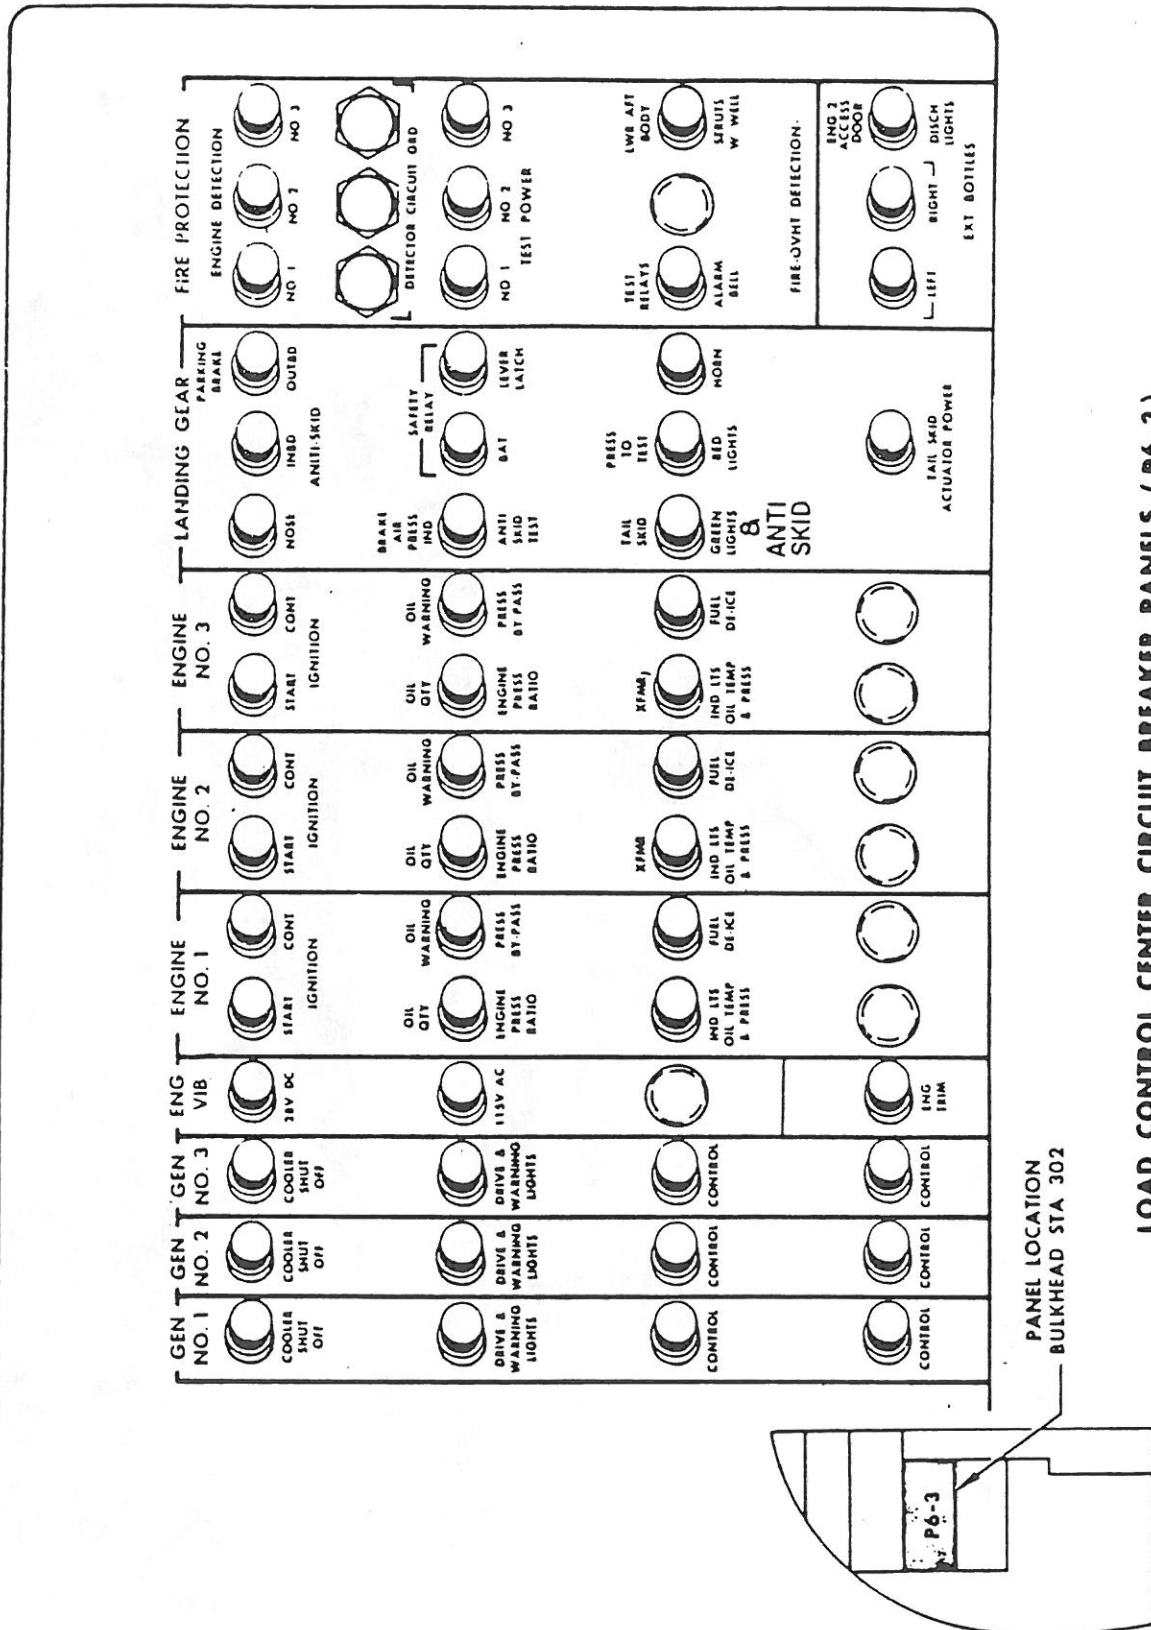 GEN
NO. 1
GEN
NO. 2
GEN
NO. 3
ENG
VIB
ENGINE
NO. 1
ENGINE
NO. 2
ENGINE
NO. 3
LANDING GEAR
FIRE PROTECTION
COOLER
SHUT
OFF
COOLER
SHUT
OFF
COOLER
SHUT
OFF
28V DC
START
CONT
IGNITION
START
CONT
IGNITION
START
CONT
IGNITION
NOSE
INBD
PARKING
BRAKE
OUTBD
ANITI-SKID
ENGINE DETECTION
NO 1
NO 2
NO 3
DETECTOR CIRCUIT GRD
DRIVE &
WARNING
LIGHTS
DRIVE &
WARNING
LIGHTS
DRIVE &
WARNING
LIGHTS
115V AC
OIL
QTY
ENGINE
PRESS
RATIO
OIL
WARNING
PRESS
BY-PASS
OIL
QTY
ENGINE
PRESS
RATIO
OIL
WARNING
PRESS
BY-PASS
OIL
QTY
ENGINE
PRESS
RATIO
OIL
WARNING
PRESS
BY PASS
BRAKE
AIR
PRESS
IND
ANTI
SKID
TEST
SAFETY
RELAY
BAT
LEVER
LATCH
NO 1
NO 2
NO 3
TEST POWER
CONTROL
CONTROL
CONTROL
IND LTS
OIL TEMP
& PRESS
FUEL
DE-ICE
XFMR
IND LTS
OIL TEMP
& PRESS
FUEL
DE-ICE
XFMR
IND LTS
OIL TEMP
& PRESS
FUEL
DE-ICE
TAIL
SKID
GREEN
LIGHTS
&
ANTI
SKID
PRESS
TO
TEST
RED
LIGHTS
HORN
TEST
RELAYS
ALARM
BELL
LWR AFT
BODY
STRUTS
W WELL
FIRE-OVHT DETECTION
CONTROL
CONTROL
CONTROL
ENG
TRIM
TAIL SKID
ACTUATOR POWER
LEFT
RIGHT
EXT BOTTLES
ENG 2
ACCESS
DOOR
DISCH
LIGHTS
P6-3
PANEL LOCATION
BULKHEAD STA 302
LOAD CONTROL CENTER CIRCUIT BREAKER PANELS (P6-3)